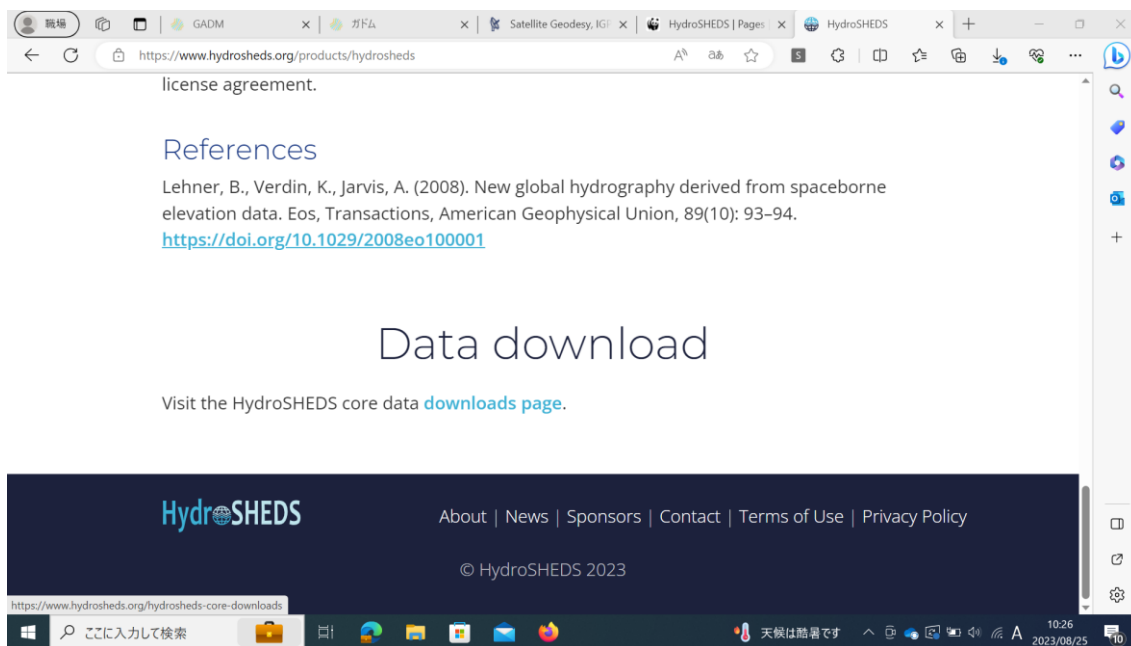 職場
GADM
ガドム
Satellite Geodesy, IGP
HydroSHEDS | Pages
HydroSHEDS
https://www.hydrosheds.org/products/hydrosheds
license agreement.
References
Lehner, B., Verdin, K., Jarvis, A. (2008). New global hydrography derived from spaceborne
elevation data. Eos, Transactions, American Geophysical Union, 89(10): 93–94.
https://doi.org/10.1029/2008eo100001
Data download
Visit the HydroSHEDS core data downloads page.
HydroSHEDS
About | News | Sponsors | Contact | Terms of Use | Privacy Policy
© HydroSHEDS 2023
https://www.hydrosheds.org/hydrosheds-core-downloads
ここに入力して検索
天候は酷暑です
A
10:26
2023/08/25
10